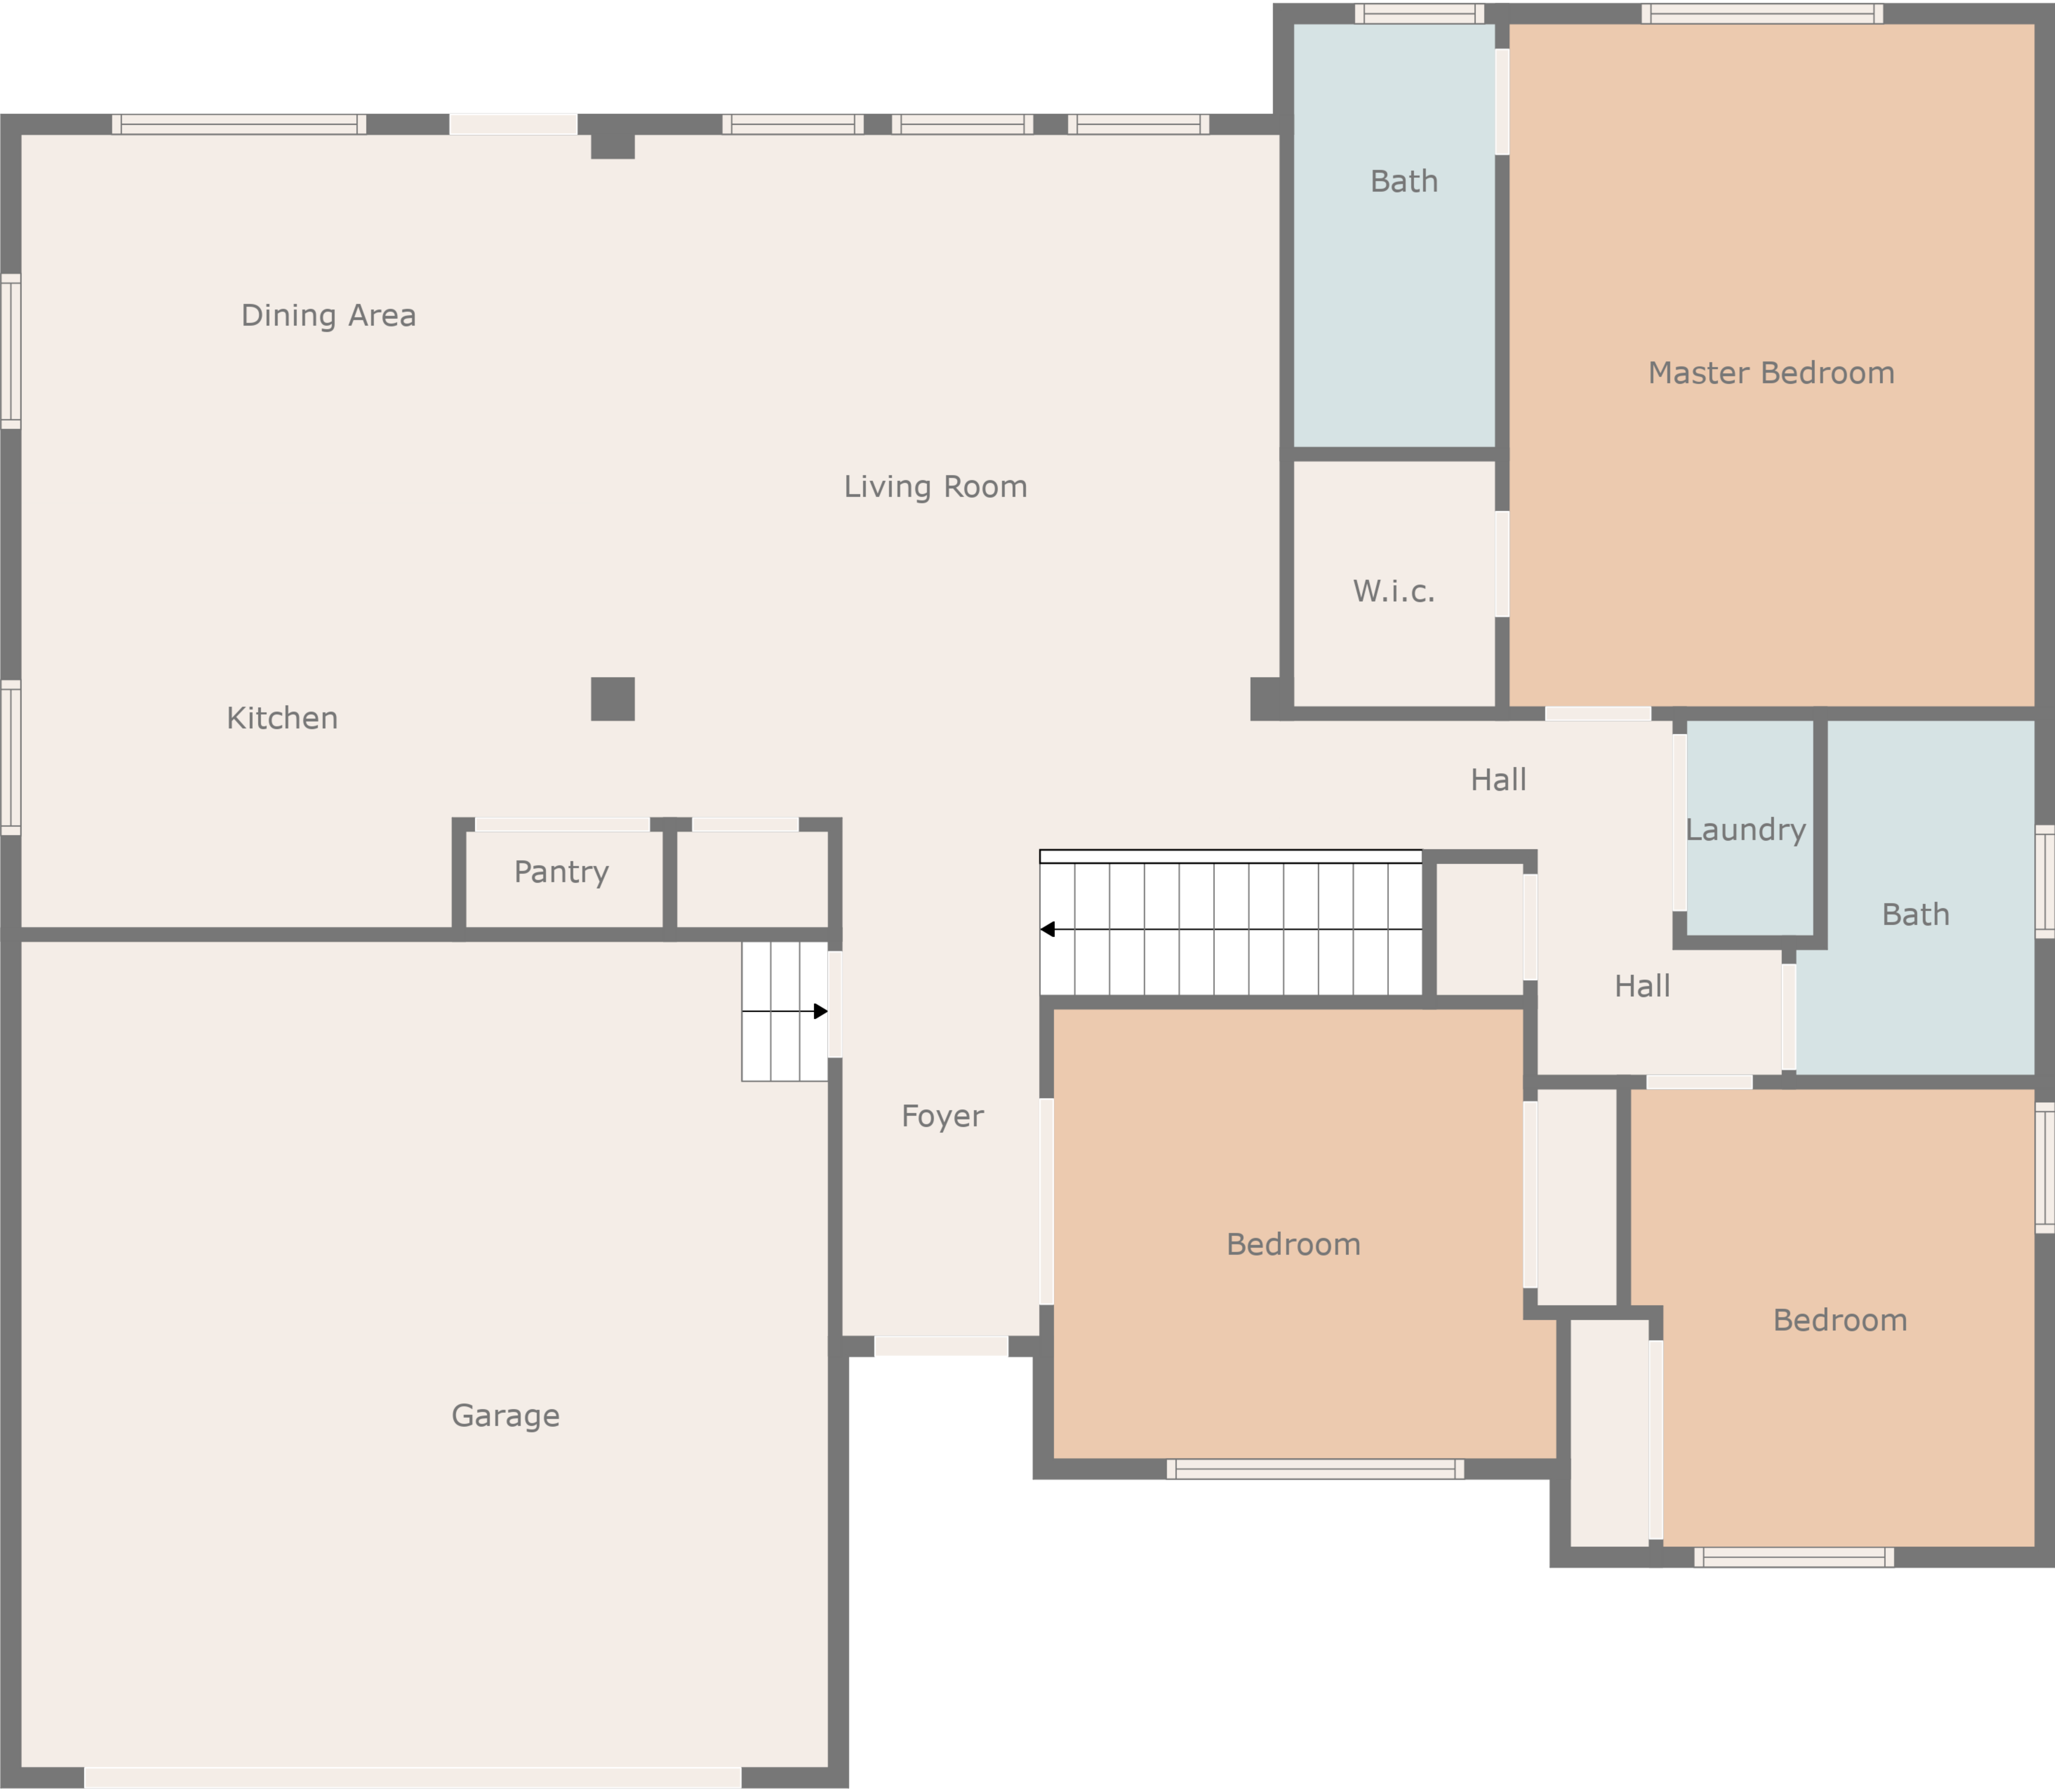 Bath
Dining Area
Master Bedroom
Living Room
W.i.c.
Kitchen
Hall
Laundry
Pantry
Bath
Hall
Foyer
Bedroom
Bedroom
Garage